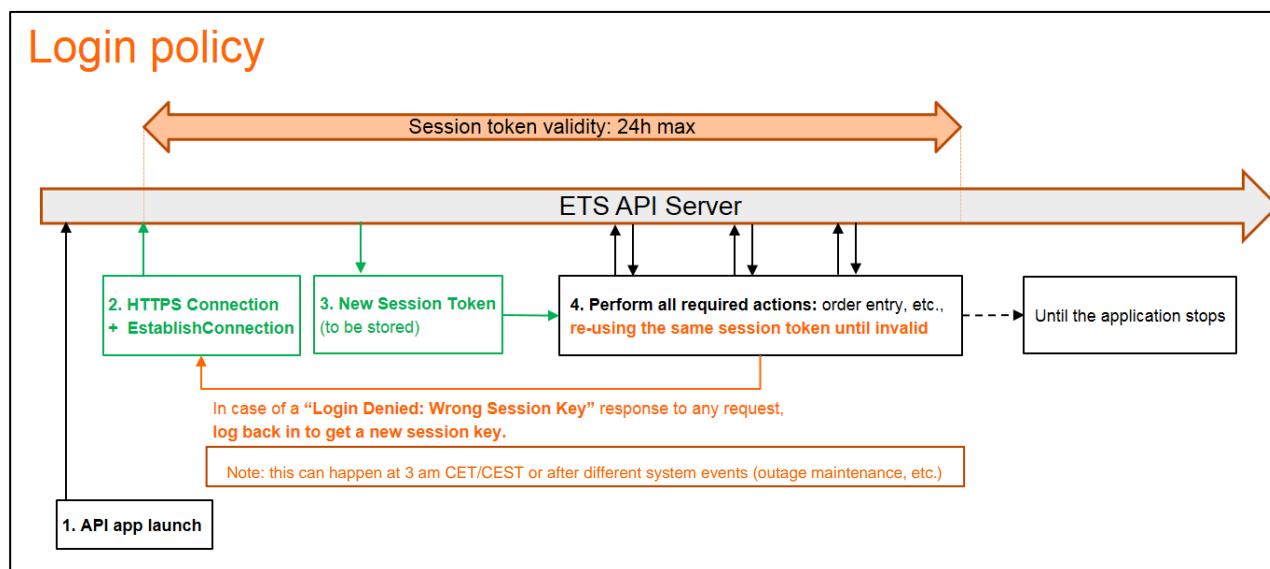 Login policy
Session token validity: 24h max
ETS API Server
2. HTTPS Connection
+ EstablishConnection
3. New Session Token
(to be stored)
4. Perform all required actions: order entry, etc.,
re-using the same session token until invalid
Until the application stops
In case of a “Login Denied: Wrong Session Key” response to any request,
log back in to get a new session key.
Note: this can happen at 3 am CET/CEST or after different system events (outage maintenance, etc.)
1. API app launch